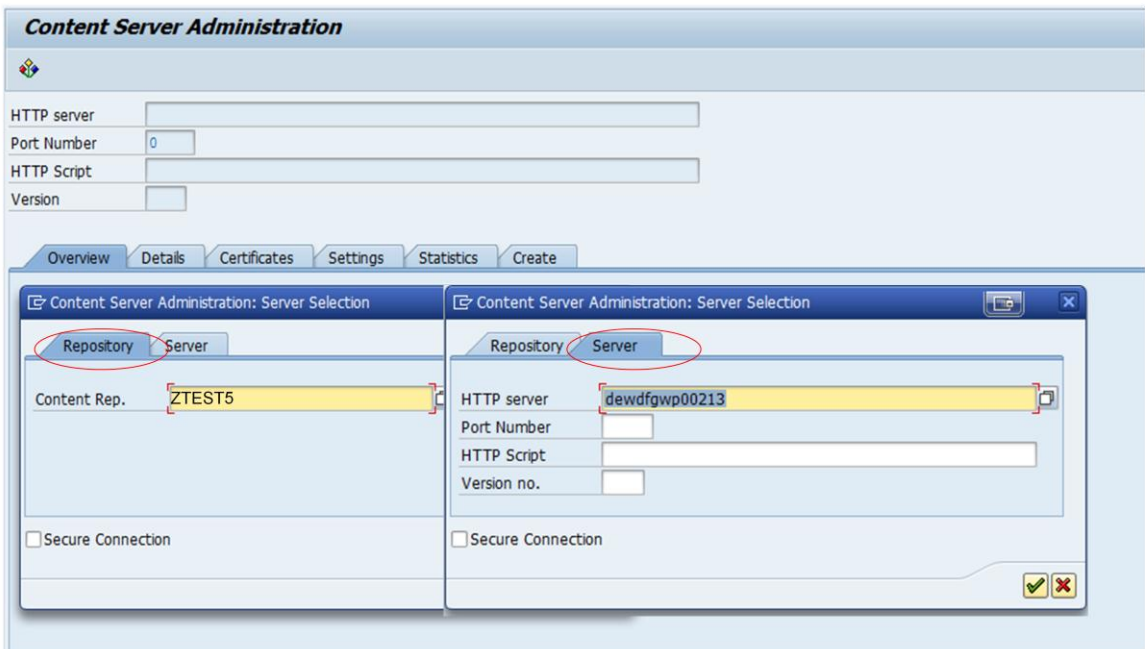 Content Server Administration
HTTP server
Port Number 0
HTTP Script
Version
Overview Details Certificates Settings Statistics Create
Content Server Administration: Server Selection
Repository Server
Content Rep. ZTEST5
Secure Connection
Content Server Administration: Server Selection
Repository Server
HTTP server dewdfgwp00213
Port Number
HTTP Script
Version no.
Secure Connection